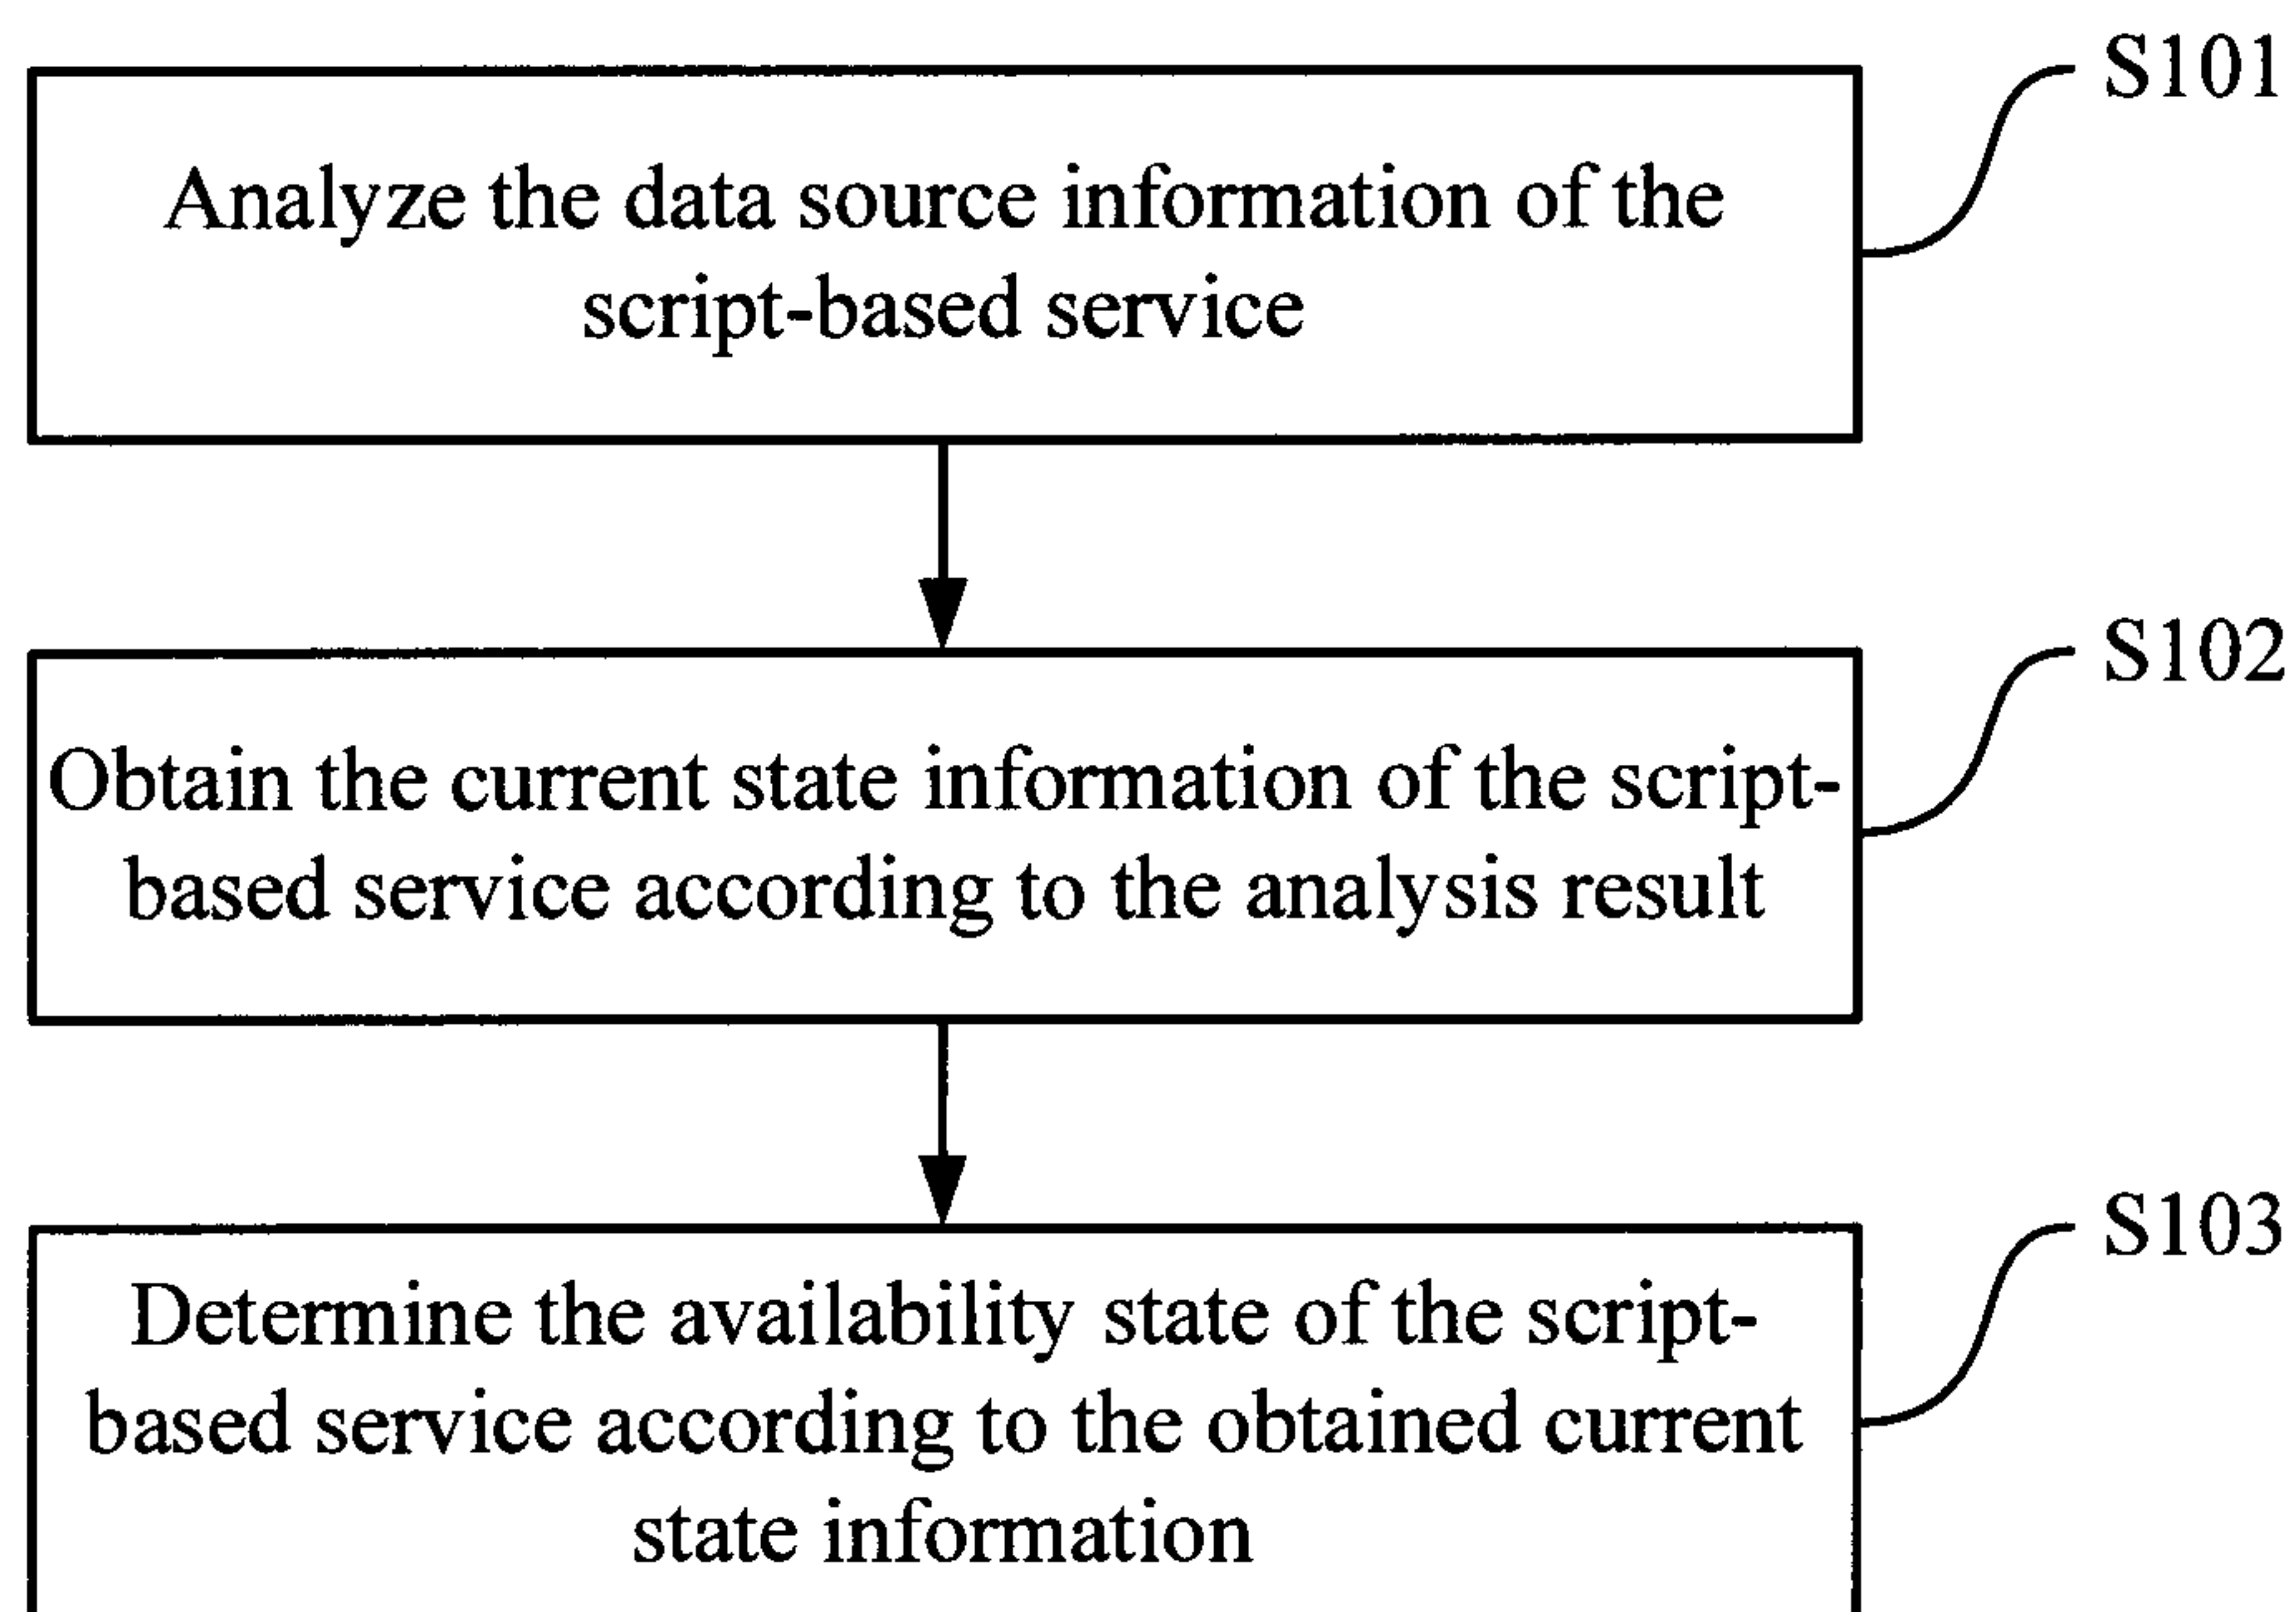 S101
Analyze the data source information of the
script-based service
S102
Obtain the current state information of the script-
based service according to the analysis result
S103
Determine the availability state of the script-
based service according to the obtained current
state information